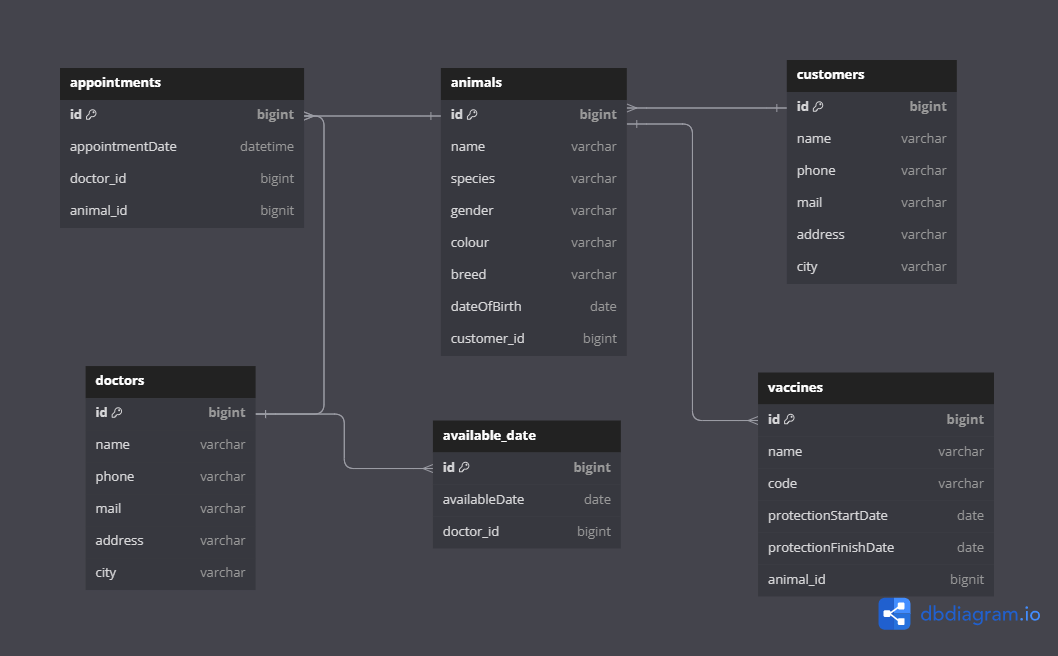 appointments
id bigint
appointmentDate datetime
doctor_id bigint
animal_id bignit
animals
id bigint
name varchar
species varchar
gender varchar
colour varchar
breed varchar
dateOfBirth date
customer_id bigint
customers
id bigint
name varchar
phone varchar
mail varchar
address varchar
city varchar
doctors
id bigint
name varchar
phone varchar
mail varchar
address varchar
city varchar
available_date
id bigint
availableDate date
doctor_id bigint
vaccines
id bigint
name varchar
code varchar
protectionStartDate date
protectionFinishDate date
animal_id bignit
dbdiagram.io